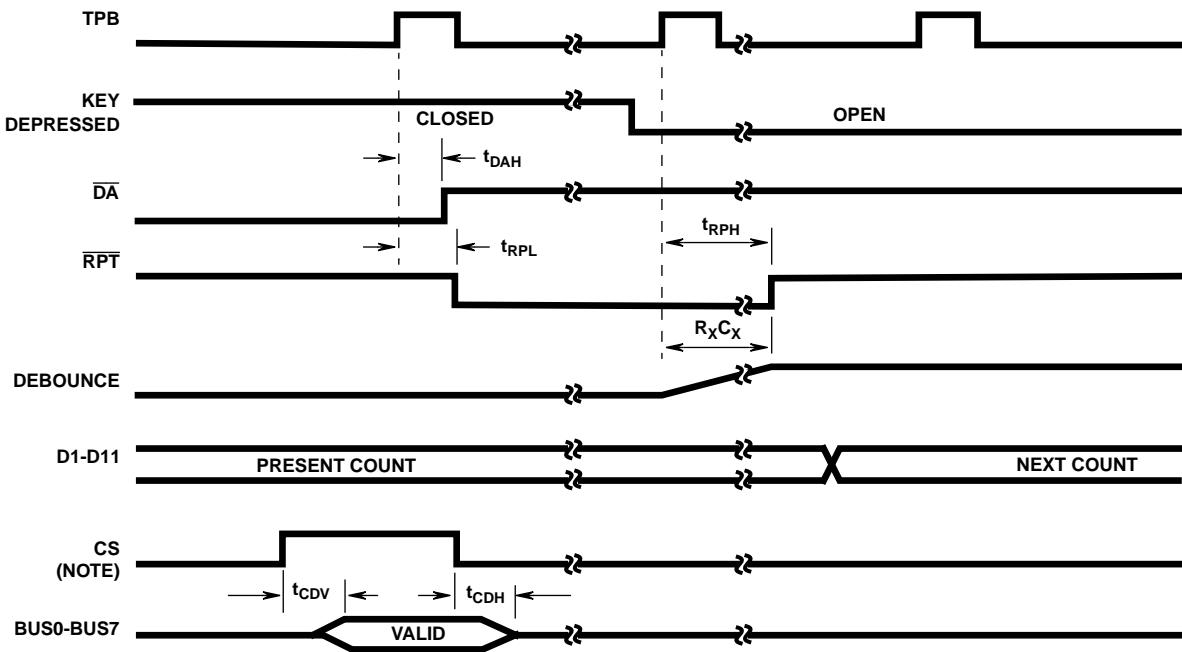 TPB
KEY
DEPRESSED
CLOSED
OPEN
tDAH
DA
tRPH
tRPL
RPT
RXCX
DEBOUNCE
D1-D11
PRESENT COUNT
NEXT COUNT
CS
(NOTE)
tCDV
tCDH
BUS0-BUS7
VALID